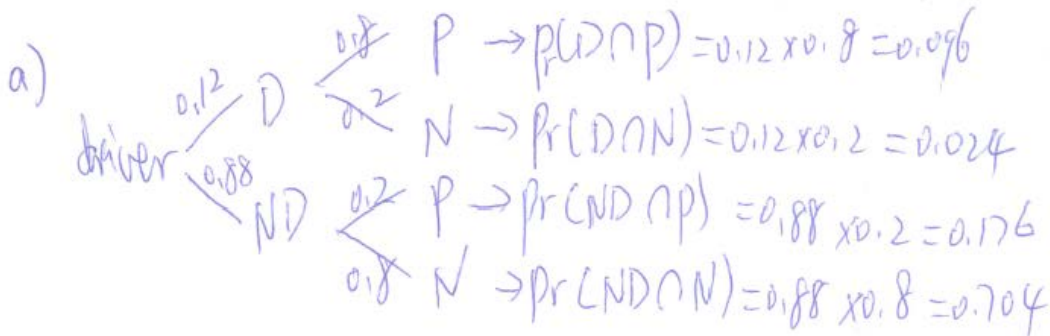 0.8 P → Pr(D∩P) = 0.12 x 0.8 = 0.096
a) 0.12 D
0.2 N → Pr(D∩N) = 0.12 x 0.2 = 0.024
driver
0.88 ND 0.2 P → Pr(ND∩P) = 0.88 x 0.2 = 0.176
0.8 N → Pr(ND∩N) = 0.88 x 0.8 = 0.704